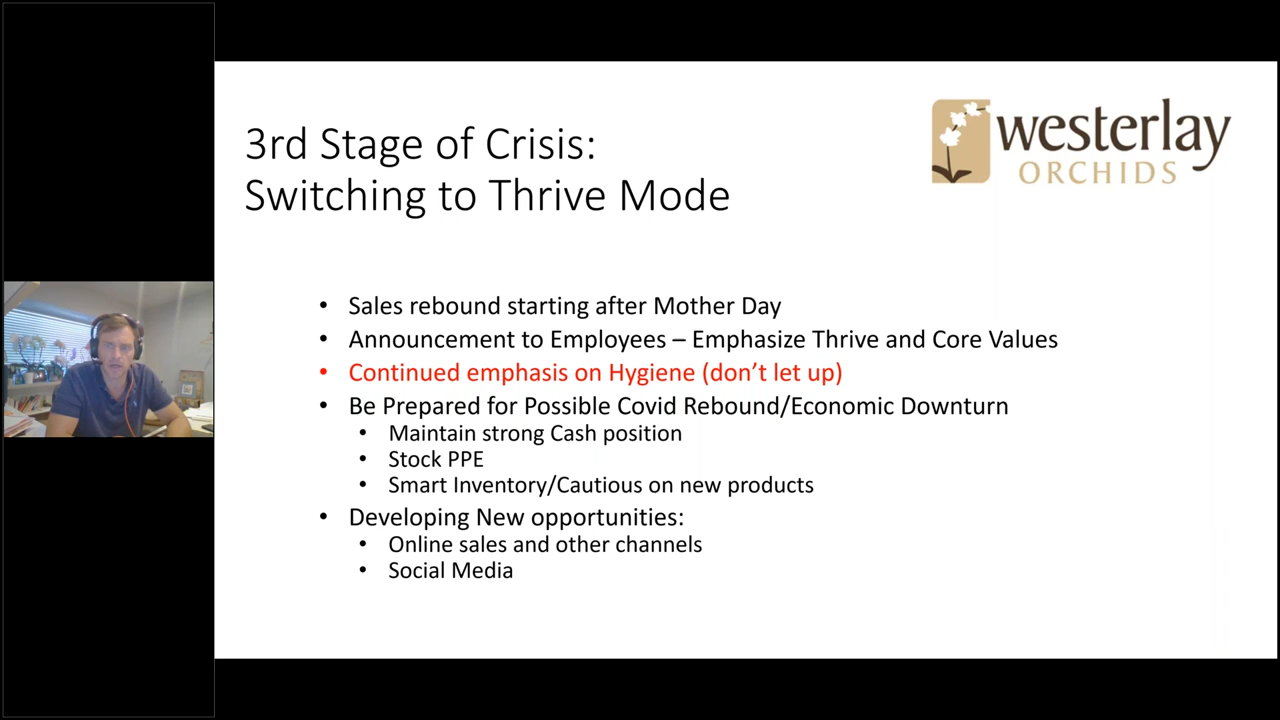 westerlay
ORCHIDS
3rd Stage of Crisis:
Switching to Thrive Mode
• Sales rebound starting after Mother Day
• Announcement to Employees – Emphasize Thrive and Core Values
• Continued emphasis on Hygiene (don’t let up)
• Be Prepared for Possible Covid Rebound/Economic Downturn
• Maintain strong Cash position
• Stock PPE
• Smart Inventory/Cautious on new products
• Developing New opportunities:
• Online sales and other channels
• Social Media